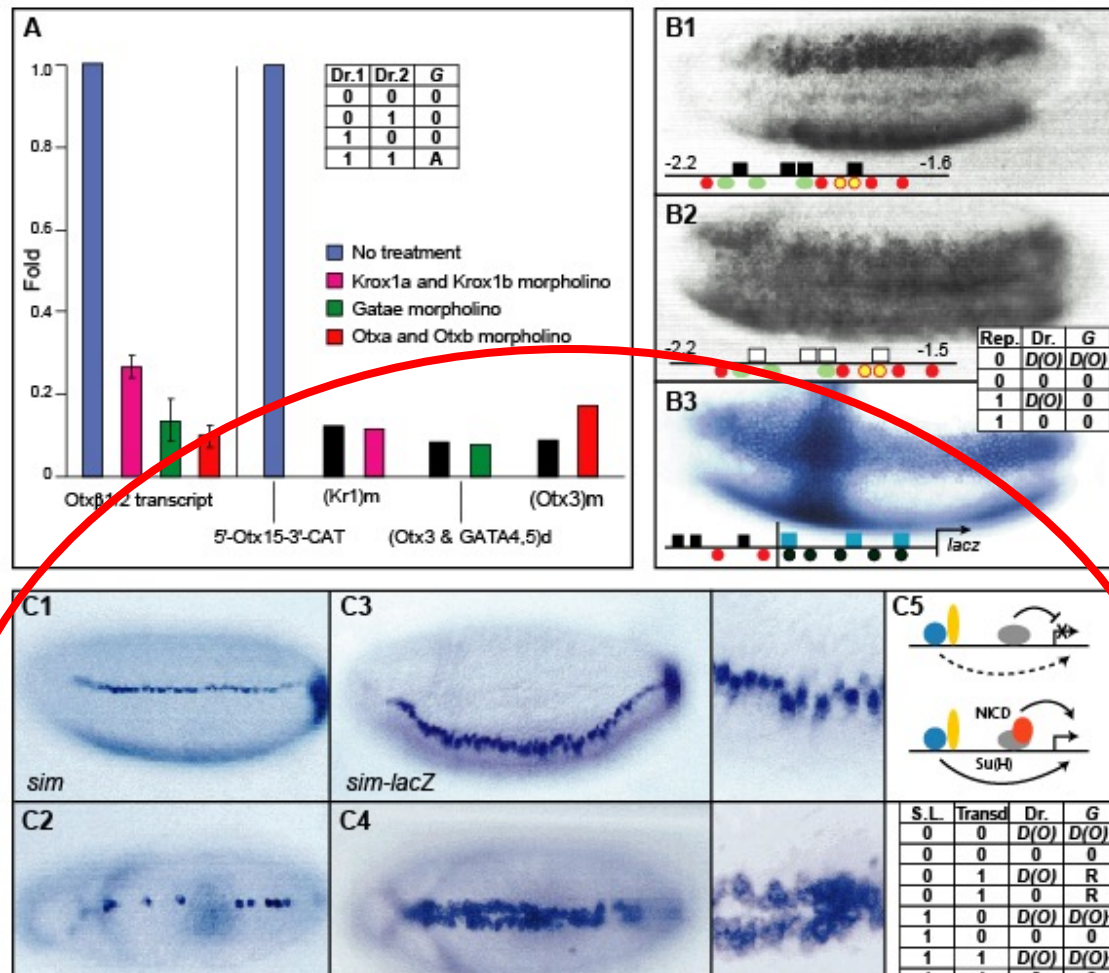 A
1.0
0.8
0.6
0.4
0.2
0
Fold
Dr.1 Dr.2 G
0 0 0
0 1 0
1 0 0
1 1 A
No treatment
Krox1a and Krox1b morpholino
Gatae morpholino
Otxa and Otxb morpholino
Otxβ1/2 transcript
5'-Otx15-3'-CAT
(Kr1)m
(Otx3 & GATA4,5)d
(Otx3)m
B1
-2.2 -1.6
B2
-2.2 -1.5
Rep. Dr. G
0 D(O) D(O)
0 0 0
1 D(O) 0
1 0 0
B3
lacz
C1
sim
C3
sim-lacZ
C5
NICD
Su(H)
C2
C4
S.L. Transd Dr. G
0 0 D(O) D(O)
0 0 0 0
0 1 D(O) R
0 1 0 R
1 0 D(O) D(O)
1 0 0 0
1 1 D(O) D(O)